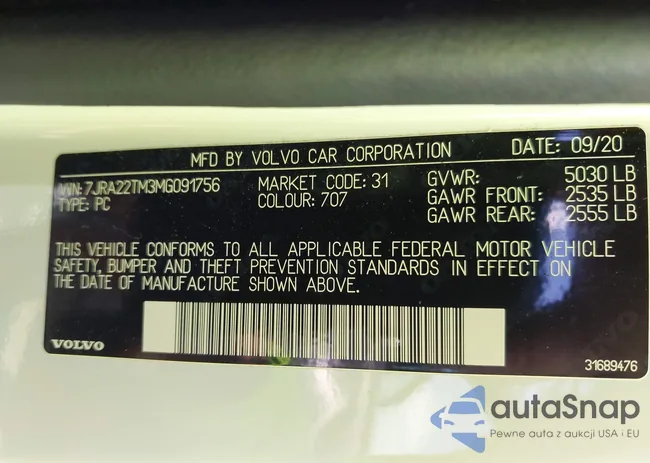 MFD BY VOLVO CAR CORPORATION DATE: 09/20
VIN: 7JRA22TM3MG091756 MARKET CODE: 31 GVWR: 5030 LB
TYPE: PC COLOUR: 707 GAWR FRONT: 2535 LB
GAWR REAR: 2555 LB
THIS VEHICLE CONFORMS TO ALL APPLICABLE FEDERAL MOTOR VEHICLE
SAFETY, BUMPER AND THEFT PREVENTION STANDARDS IN EFFECT ON
THE DATE OF MANUFACTURE SHOWN ABOVE.
VOLVO
31689476
autaSnap
Pewne auta z aukcji USA i EU